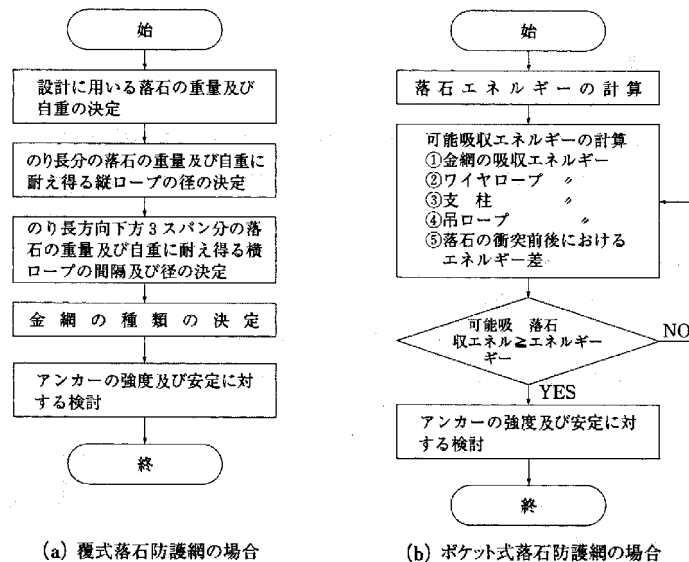 始
設計に用いる落石の重量及び
自重の決定
のり長分の落石の重量及び自重に
耐え得る縦ロープの径の決定
のり長方向下方3スパン分の落
石の重量及び自重に耐え得る横
ロープの間隔及び径の決定
金網の種類の決定
アンカーの強度及び安定に対
する検討
終
(a) 覆式落石防護網の場合
始
落石エネルギーの計算
可能吸収エネルギーの計算
①金網の吸収エネルギー
②ワイヤロープ 〃
③支 柱 〃
④吊ロープ 〃
⑤落石の衝突前後における
エネルギー差
可能吸 落石
収エネル≧エネルギー
ギー
NO
YES
アンカーの強度及び安定に対
する検討
終
(b) ポケット式落石防護網の場合